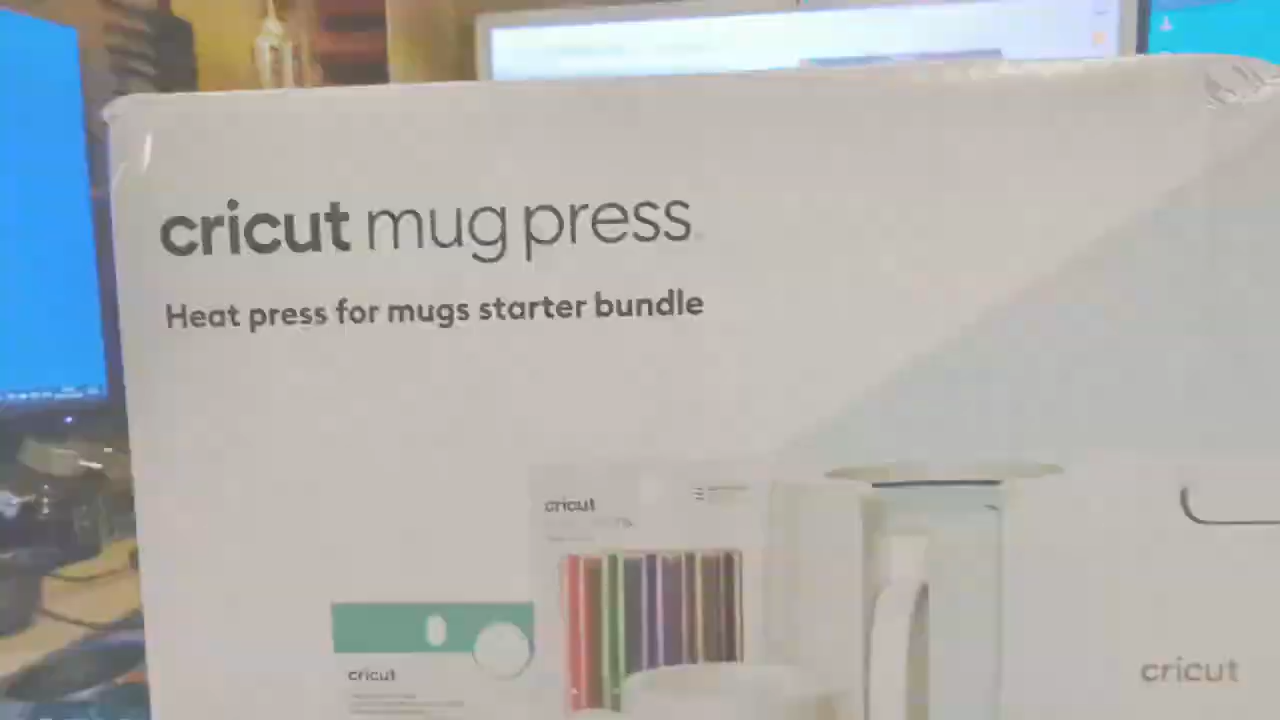 cricut mug press
Heat press for mugs starter bundle
cricut
cricut
cricut